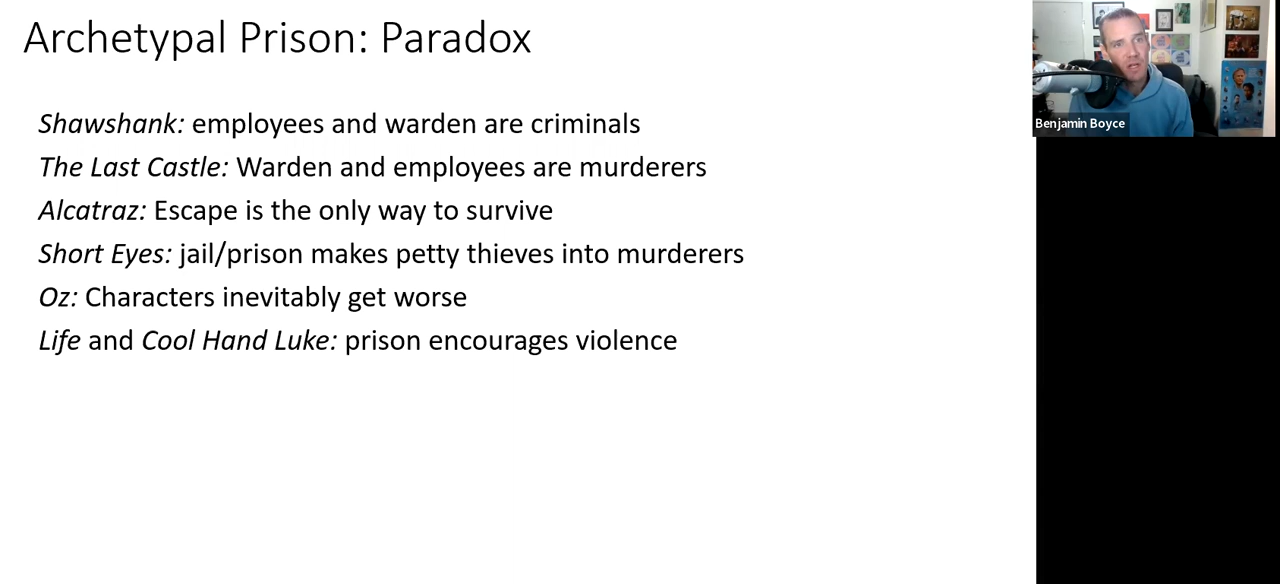 Archetypal Prison: Paradox
Shawshank: employees and warden are criminals
The Last Castle: Warden and employees are murderers
Alcatraz: Escape is the only way to survive
Short Eyes: jail/prison makes petty thieves into murderers
Oz: Characters inevitably get worse
Life and Cool Hand Luke: prison encourages violence
Benjamin Boyce